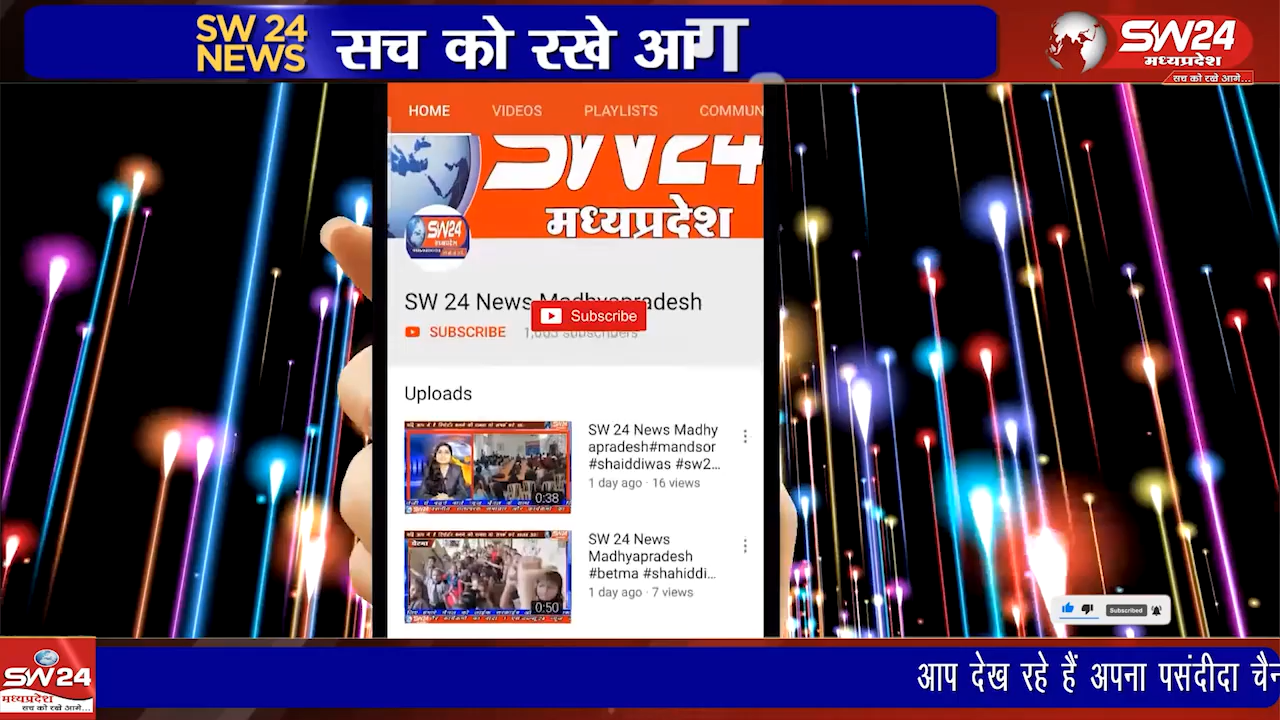 SW 24
NEWS
सच को रखे आग
SW24
मध्यप्रदेश
सच को रखे आगे...
HOME VIDEOS PLAYLISTS COMMUN
SW24
मध्यप्रदेश
SW24
SW 24 News Madhyapradesh
Subscribe
SUBSCRIBE
subscribers
Uploads
SW 24 News Madhy
apradesh#mandsor
#shaiddiwas #sw2...
1 day ago · 16 views
0:38
SW 24 News
Madhyapradesh
#betma #shahiddi...
1 day ago · 7 views
बेटमा
0:50
Subscribed
SW24
मध्यप्रदेश
सच को रखे आगे...
आप देख रहे हैं अपना पसंदीदा चैन